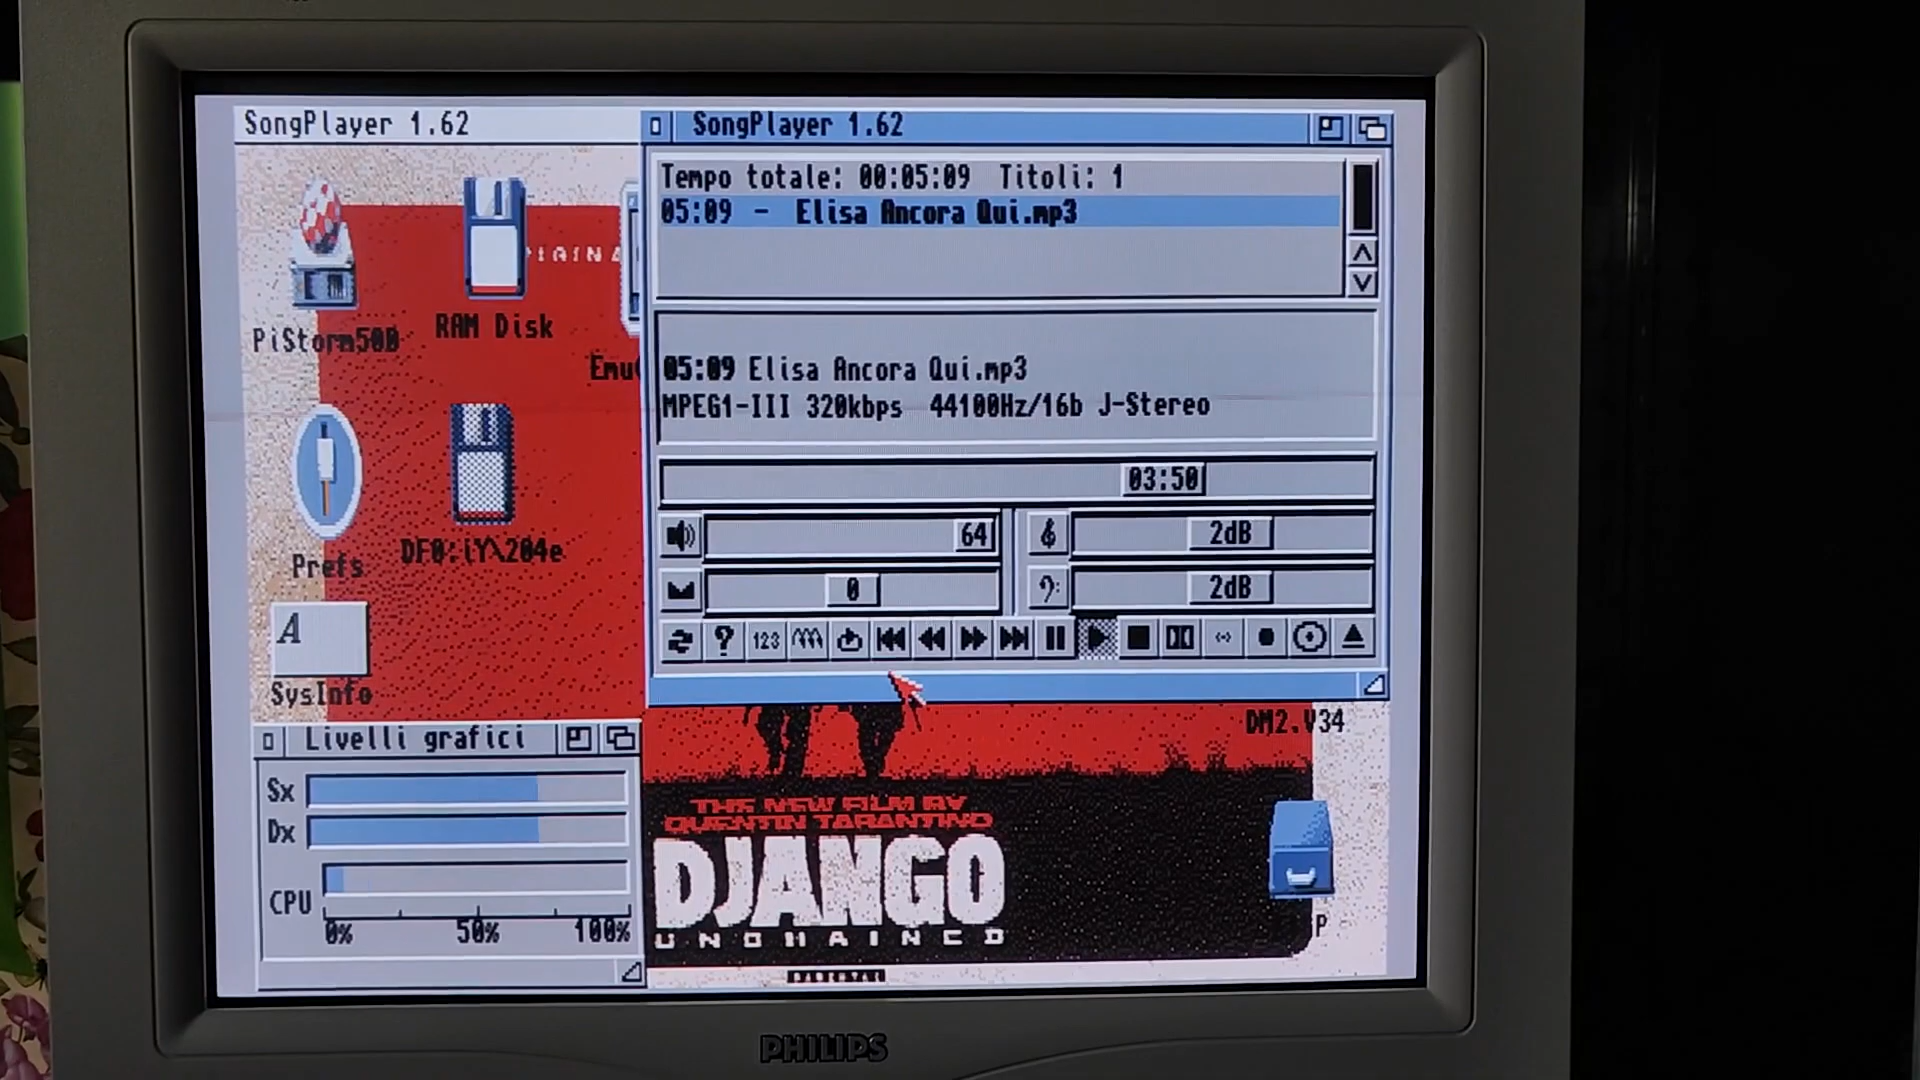 SongPlayer 1.62
SongPlayer 1.62
Tempo totale: 00:05:09 Titoli: 1
05:09 - Elisa Ancora Qui.mp3
05:09 Elisa Ancora Qui.mp3
MPEG1-III 320kbps 44100Hz/16b J-Stereo
03:50
64
2dB
0
2dB
123
PiStorm500
RAM Disk
Emu
Prefs
DF0:
SysInfo
A
DM2.V34
Livelli grafici
Sx
Dx
CPU
0% 50% 100%
THE NEW FILM BY
QUENTIN TARANTINO
DJANGO
UNCHAINED
P
PHILIPS